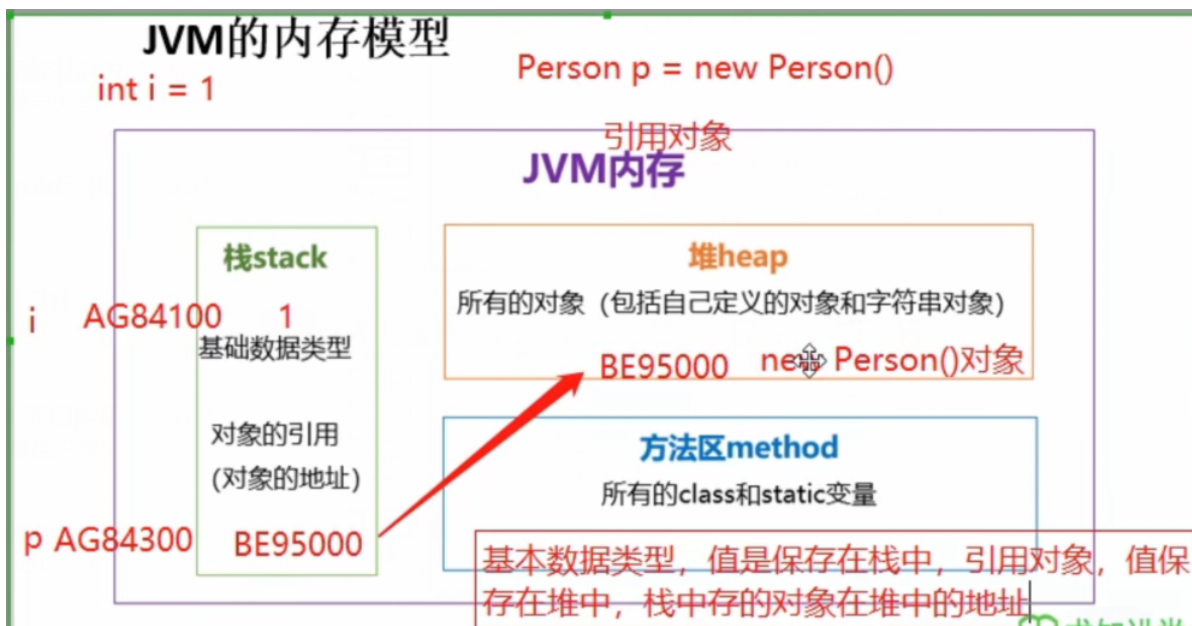 JVM的内存模型
int i = 1
Person p = new Person()
引用对象
JVM内存
栈stack
i AG84100 1
基础数据类型
对象的引用
(对象的地址)
p AG84300 BE95000
堆heap
所有的对象（包括自己定义的对象和字符串对象）
BE95000 new Person()对象
方法区method
所有的class和static变量
基本数据类型，值是保存在栈中，引用对象，值保
存在堆中，栈中存的对象在堆中的地址